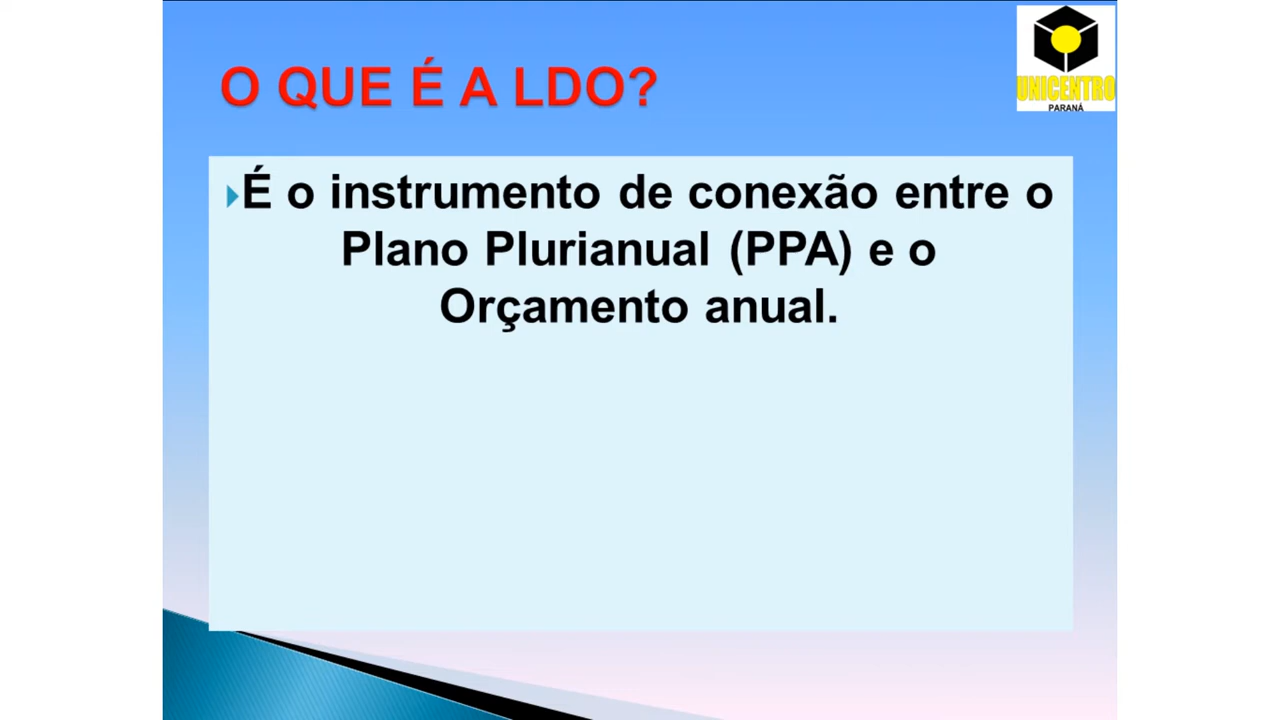 O QUE É A LDO?
UNICENTRO
PARANÁ
É o instrumento de conexão entre o
Plano Plurianual (PPA) e o
Orçamento anual.